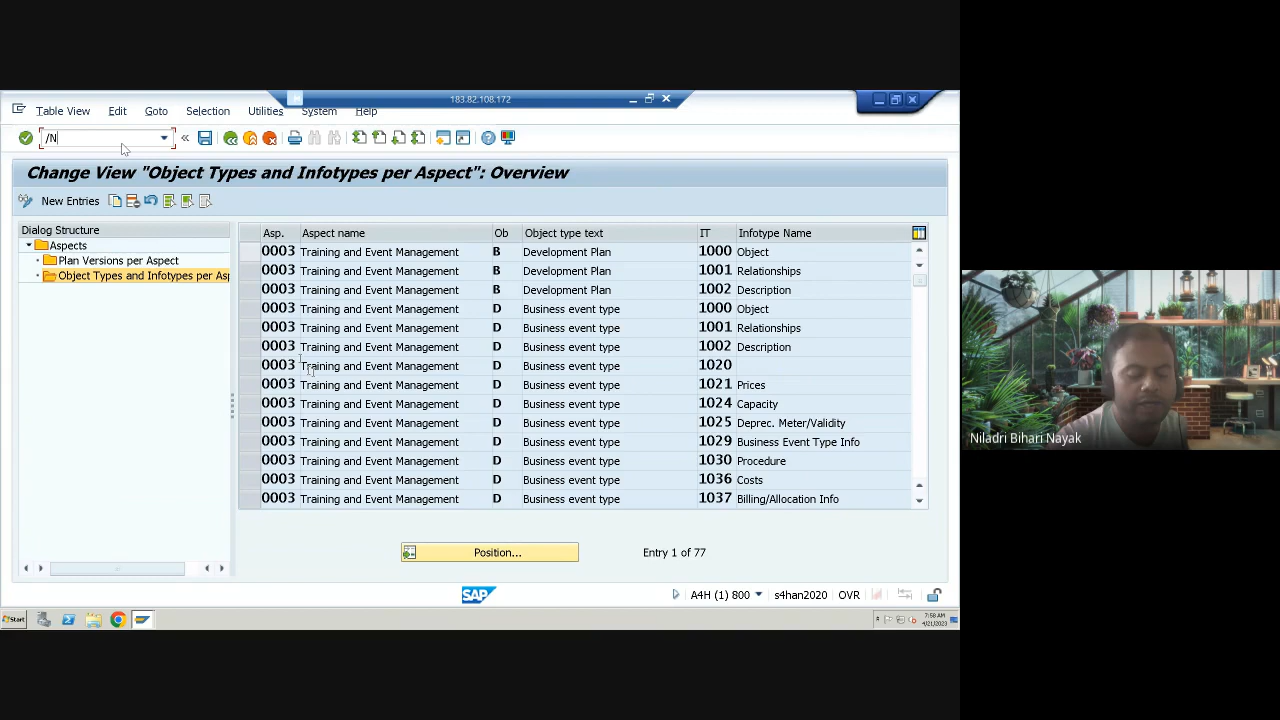 183.82.108.172
Table View Edit Goto Selection Utilities System Help
/N
Change View "Object Types and Infotypes per Aspect": Overview
New Entries
Dialog Structure
Aspects
Plan Versions per Aspect
Object Types and Infotypes per Asp
Asp. Aspect name Ob Object type text IT Infotype Name
0003 Training and Event Management B Development Plan 1000 Object
0003 Training and Event Management B Development Plan 1001 Relationships
0003 Training and Event Management B Development Plan 1002 Description
0003 Training and Event Management D Business event type 1000 Object
0003 Training and Event Management D Business event type 1001 Relationships
0003 Training and Event Management D Business event type 1002 Description
0003 Training and Event Management D Business event type 1020
0003 Training and Event Management D Business event type 1021 Prices
0003 Training and Event Management D Business event type 1024 Capacity
0003 Training and Event Management D Business event type 1025 Deprec. Meter/Validity
0003 Training and Event Management D Business event type 1029 Business Event Type Info
0003 Training and Event Management D Business event type 1030 Procedure
0003 Training and Event Management D Business event type 1036 Costs
0003 Training and Event Management D Business event type 1037 Billing/Allocation Info
Position... Entry 1 of 77
SAP A4H (1) 800 s4han2020 OVR
Start
7:58 AM
4/21/2023
Niladri Bihari Nayak